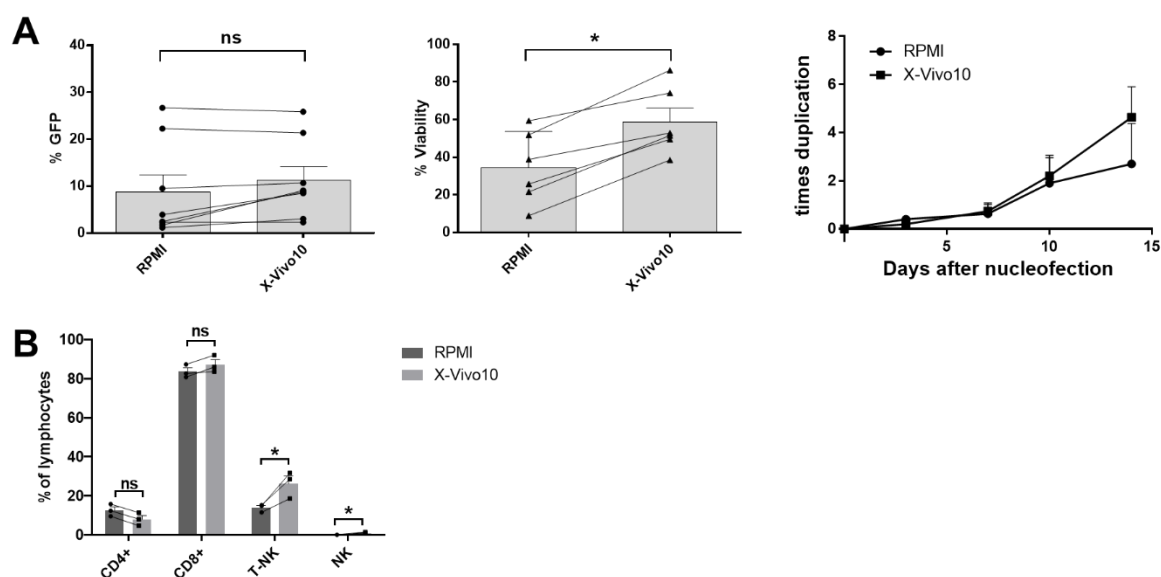 A
ns
40
30
20
10
0
% GFP
RPMI
X-Vivo10
*
100
80
60
40
20
0
% Viability
RPMI
X-Vivo10
8
6
4
2
0
times duplication
RPMI
X-Vivo10
5
10
15
Days after nucleofection
B
100
80
60
40
20
0
% of lymphocytes
ns
ns
*
*
CD4+
CD8+
T-NK
NK
RPMI
X-Vivo10